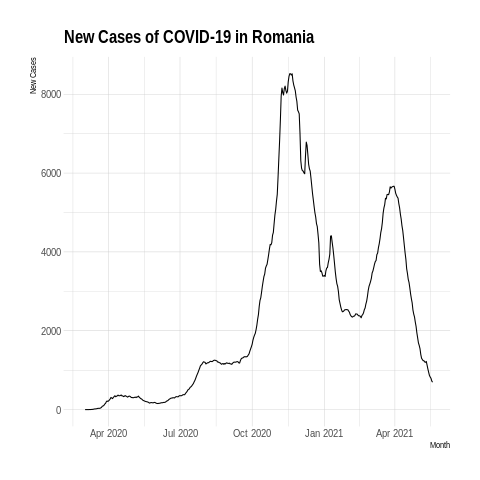 New Cases of COVID-19 in Romania
New Cases
8000
6000
4000
2000
0
Apr 2020 Jul 2020 Oct 2020 Jan 2021 Apr 2021
Month